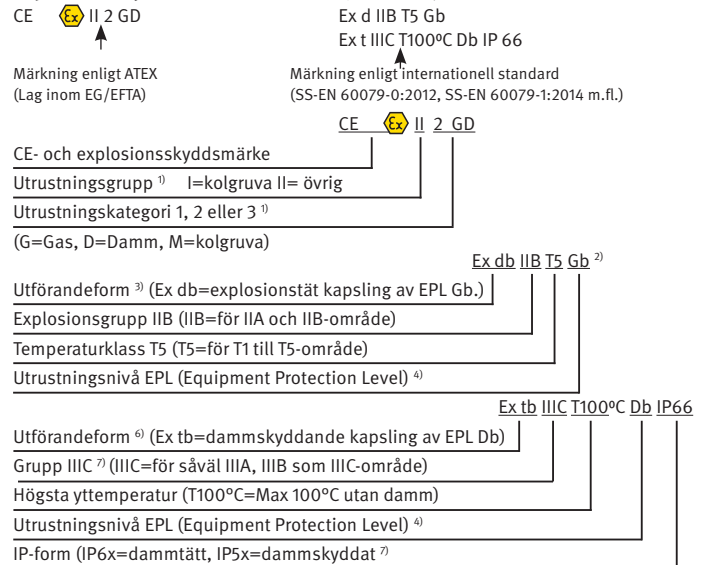 CE Ex II 2 GD
Ex d IIB T5 Gb
Ex t IIIC T100ºC Db IP 66
Märkning enligt ATEX
(Lag inom EG/EFTA)
Märkning enligt internationell standard
(SS-EN 60079-0:2012, SS-EN 60079-1:2014 m.fl.)
CE Ex II 2 GD
CE- och explosionsskyddsmärke
Utrustningsgrupp 1) I=kolgruva II= övrig
Utrustningskategori 1, 2 eller 3 1)
(G=Gas, D=Damm, M=kolgruva)
Ex db IIB T5 Gb 2)
Utförandeform 3) (Ex db=explosionstät kapsling av EPL Gb.)
Explosionsgrupp IIB (IIB=för IIA och IIB-område)
Temperaturklass T5 (T5=för T1 till T5-område)
Utrustningsnivå EPL (Equipment Protection Level) 4)
Ex tb IIIC T100ºC Db IP66
Utförandeform 6) (Ex tb=dammskyddande kapsling av EPL Db)
Grupp IIIC 7) (IIIC=för såväl IIIA, IIIB som IIIC-område)
Högsta yttemperatur (T100°C=Max 100°C utan damm)
Utrustningsnivå EPL (Equipment Protection Level) 4)
IP-form (IP6x=dammtätt, IP5x=dammskyddat 7)